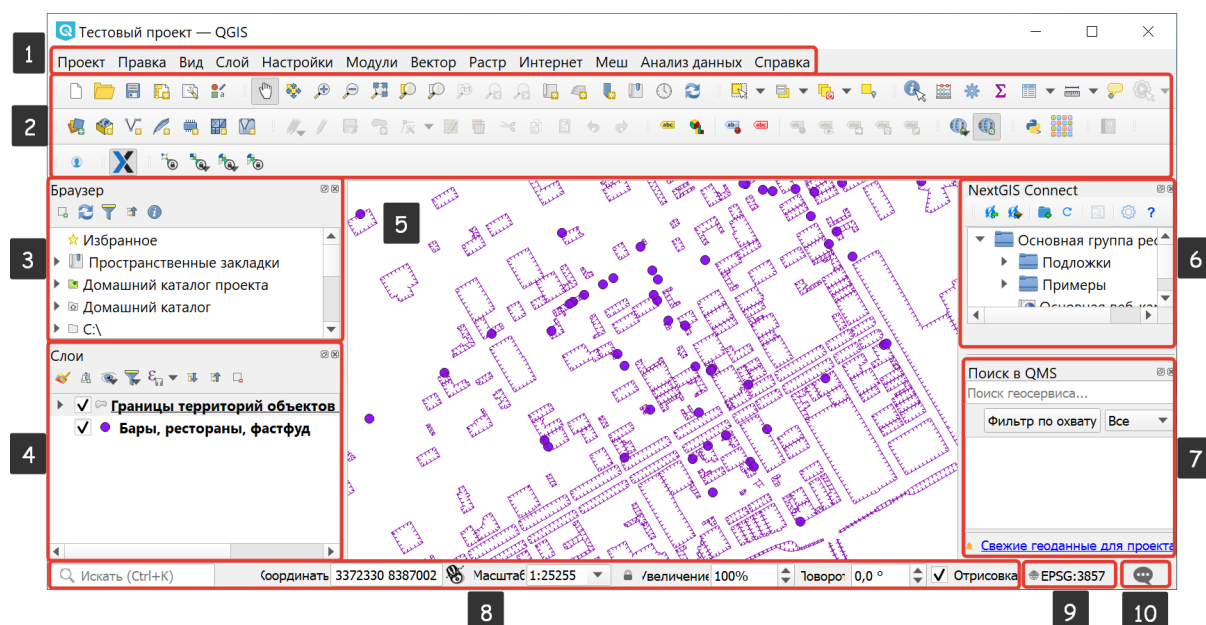 Тестовый проект — QGIS
1
Проект Правка Вид Слой Настройки Модули Вектор Растр Интернет Меш Анализ данных Справка
2
Браузер
Избранное
Пространственные закладки
Домашний каталог проекта
Домашний каталог
C:\
3
5
NextGIS Connect
Основная группа рес
Подложки
Примеры
6
Слои
Границы территорий объектов
Бары, рестораны, фастфуд
4
Поиск в QMS
Поиск геосервиса...
Фильтр по охвату Все
7
Свежие геоданные для проекта
Искать (Ctrl+K) Координать 3372330 8387002 Масштаб 1:25255 100% 0,0 ° Отрисовка EPSG:3857
8 9 10